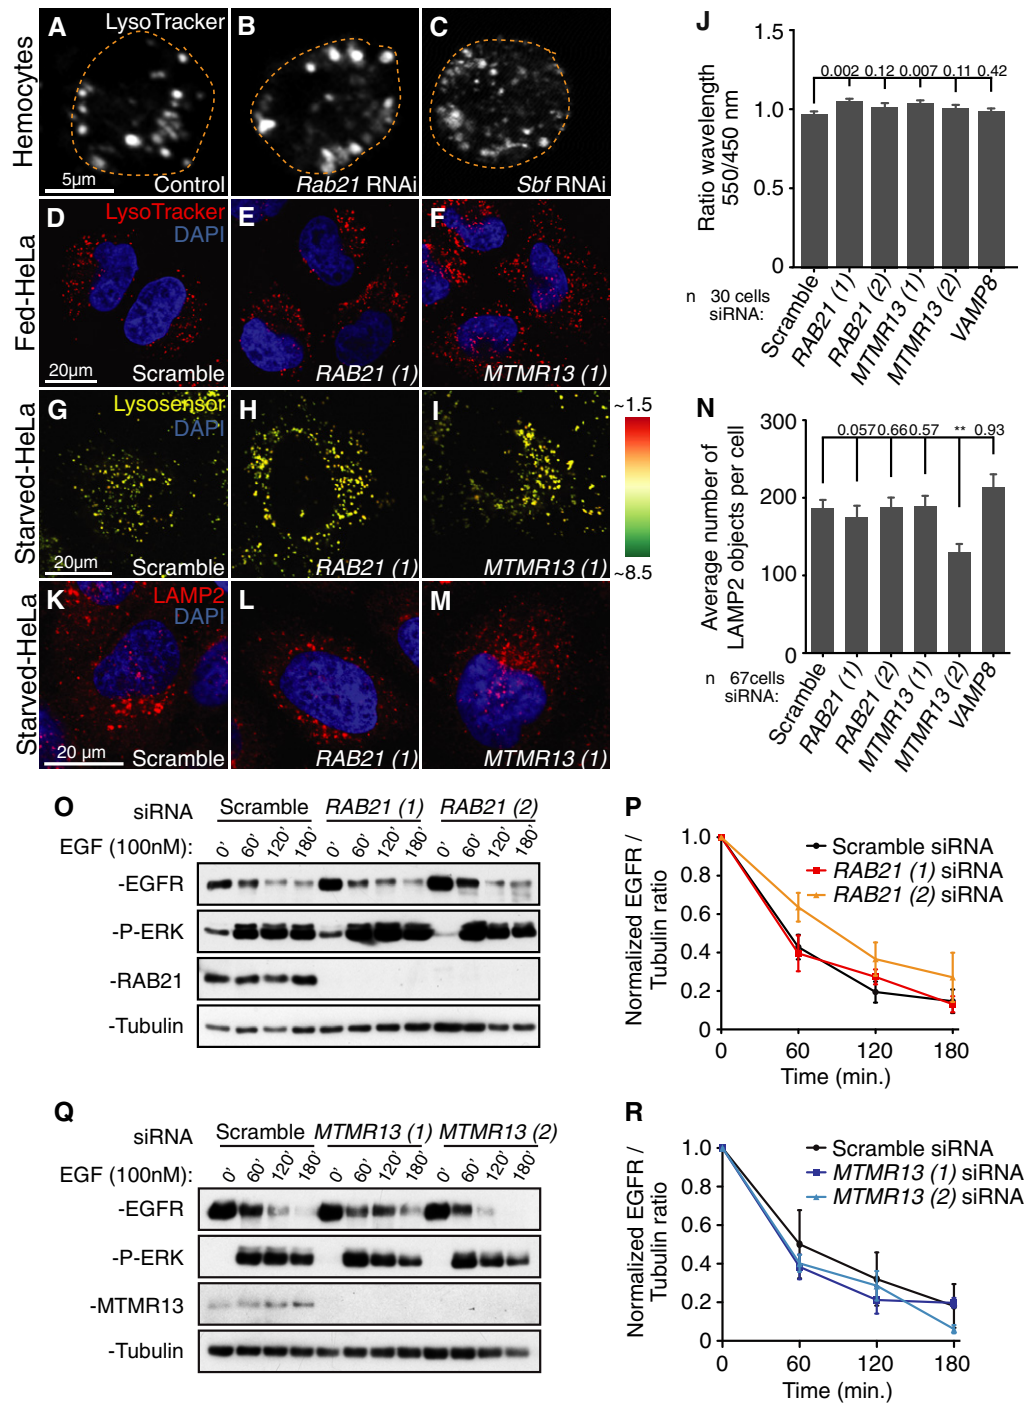 A
LysoTracker
Control
5µm
B
Rab21 RNAi
C
Sbf RNAi
Hemocytes
D
LysoTracker
DAPI
20µm
Scramble
E
RAB21 (1)
F
MTMR13 (1)
Fed-HeLa
G
Lysosensor
DAPI
20µm
Scramble
H
RAB21 (1)
I
MTMR13 (1)
Starved-HeLa
~1.5
~8.5
K
LAMP2
DAPI
20 µm
Scramble
L
RAB21 (1)
M
MTMR13 (1)
Starved-HeLa
J
Ratio wavelength
550/450 nm
1.5
1.0
0.5
0
0.002 0.12 0.007 0.11 0.42
n 30 cells
siRNA:
Scramble
RAB21 (1)
RAB21 (2)
MTMR13 (1)
MTMR13 (2)
VAMP8
N
Average number of
LAMP2 objects per cell
300
200
100
0
0.057 0.66 0.57 ** 0.93
n 67cells
siRNA:
Scramble
RAB21 (1)
RAB21 (2)
MTMR13 (1)
MTMR13 (2)
VAMP8
O
siRNA Scramble RAB21 (1) RAB21 (2)
EGF (100nM): 0' 60' 120' 180' 0' 60' 120' 180' 0' 60' 120' 180'
-EGFR
-P-ERK
-RAB21
-Tubulin
P
Normalized EGFR /
Tubulin ratio
1.0
0.8
0.6
0.4
0.2
0
Scramble siRNA
RAB21 (1) siRNA
RAB21 (2) siRNA
0 60 120 180
Time (min.)
Q
siRNA Scramble MTMR13 (1) MTMR13 (2)
EGF (100nM): 0' 60' 120' 180' 0' 60' 120' 180' 0' 60' 120' 180'
-EGFR
-P-ERK
-MTMR13
-Tubulin
R
Normalized EGFR /
Tubulin ratio
1.0
0.8
0.6
0.4
0.2
0
Scramble siRNA
MTMR13 (1) siRNA
MTMR13 (2) siRNA
0 60 120 180
Time (min.)